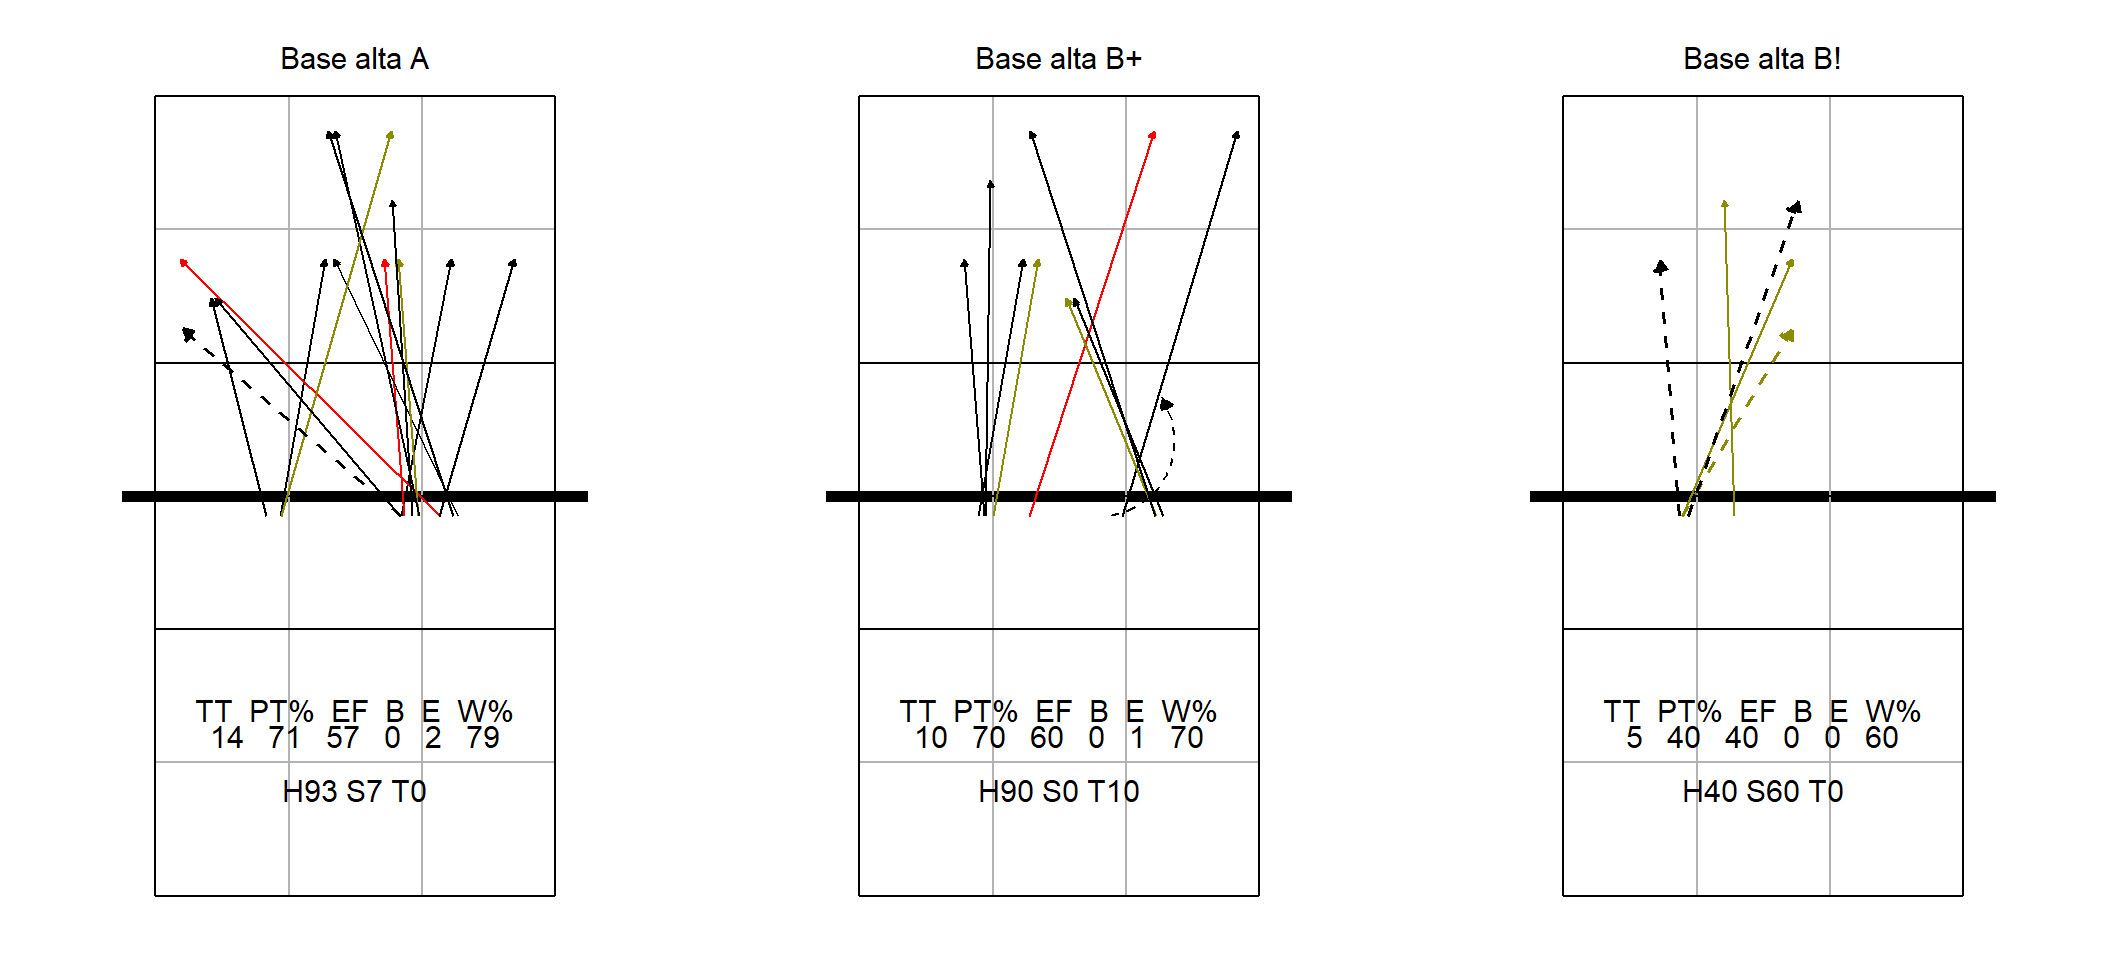 Base alta A
TT PT% EF B E W%
14 71 57 0 2 79
H93 S7 T0
Base alta B+
TT PT% EF B E W%
10 70 60 0 1 70
H90 S0 T10
Base alta B!
TT PT% EF B E W%
5 40 40 0 0 60
H40 S60 T0